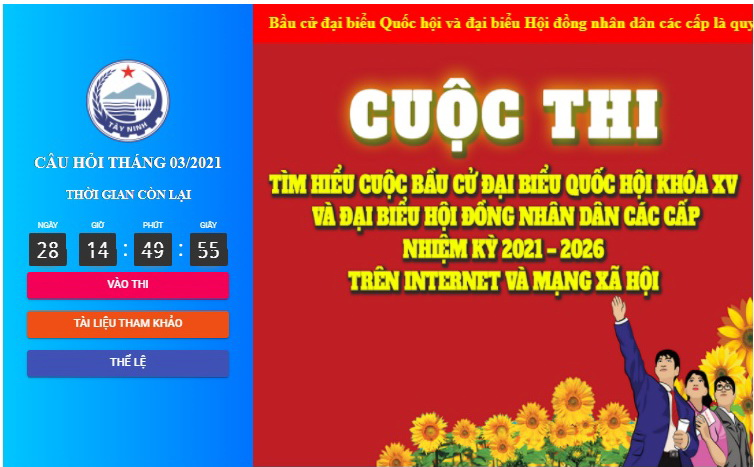 Bầu cử đại biểu Quốc hội và đại biểu Hội đồng nhân dân các cấp là
TÂY NINH
CÂU HỎI THÁNG 03/2021
THỜI GIAN CÒN LẠI
NGÀY GIỜ PHÚT GIÂY
28 14 : 49 : 55
VÀO THI
TÀI LIỆU THAM KHẢO
THỂ LỆ
CUỘC THI
TÌM HIỂU CUỘC BẦU CỬ ĐẠI BIỂU QUỐC HỘI KHÓA XV
VÀ ĐẠI BIỂU HỘI ĐỒNG NHÂN DÂN CÁC CẤP
NHIỆM KỲ 2021 – 2026
TRÊN INTERNET VÀ MẠNG XÃ HỘI